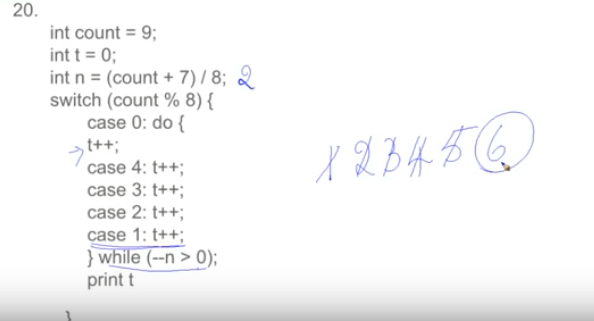 20.
int count = 9;
int t = 0;
int n = (count + 7) / 8; 2
switch (count % 8) {
case 0: do {
t++;
case 4: t++;
case 3: t++;
case 2: t++;
case 1: t++;
} while (--n > 0);
print t
}
1 2 3 4 5 6